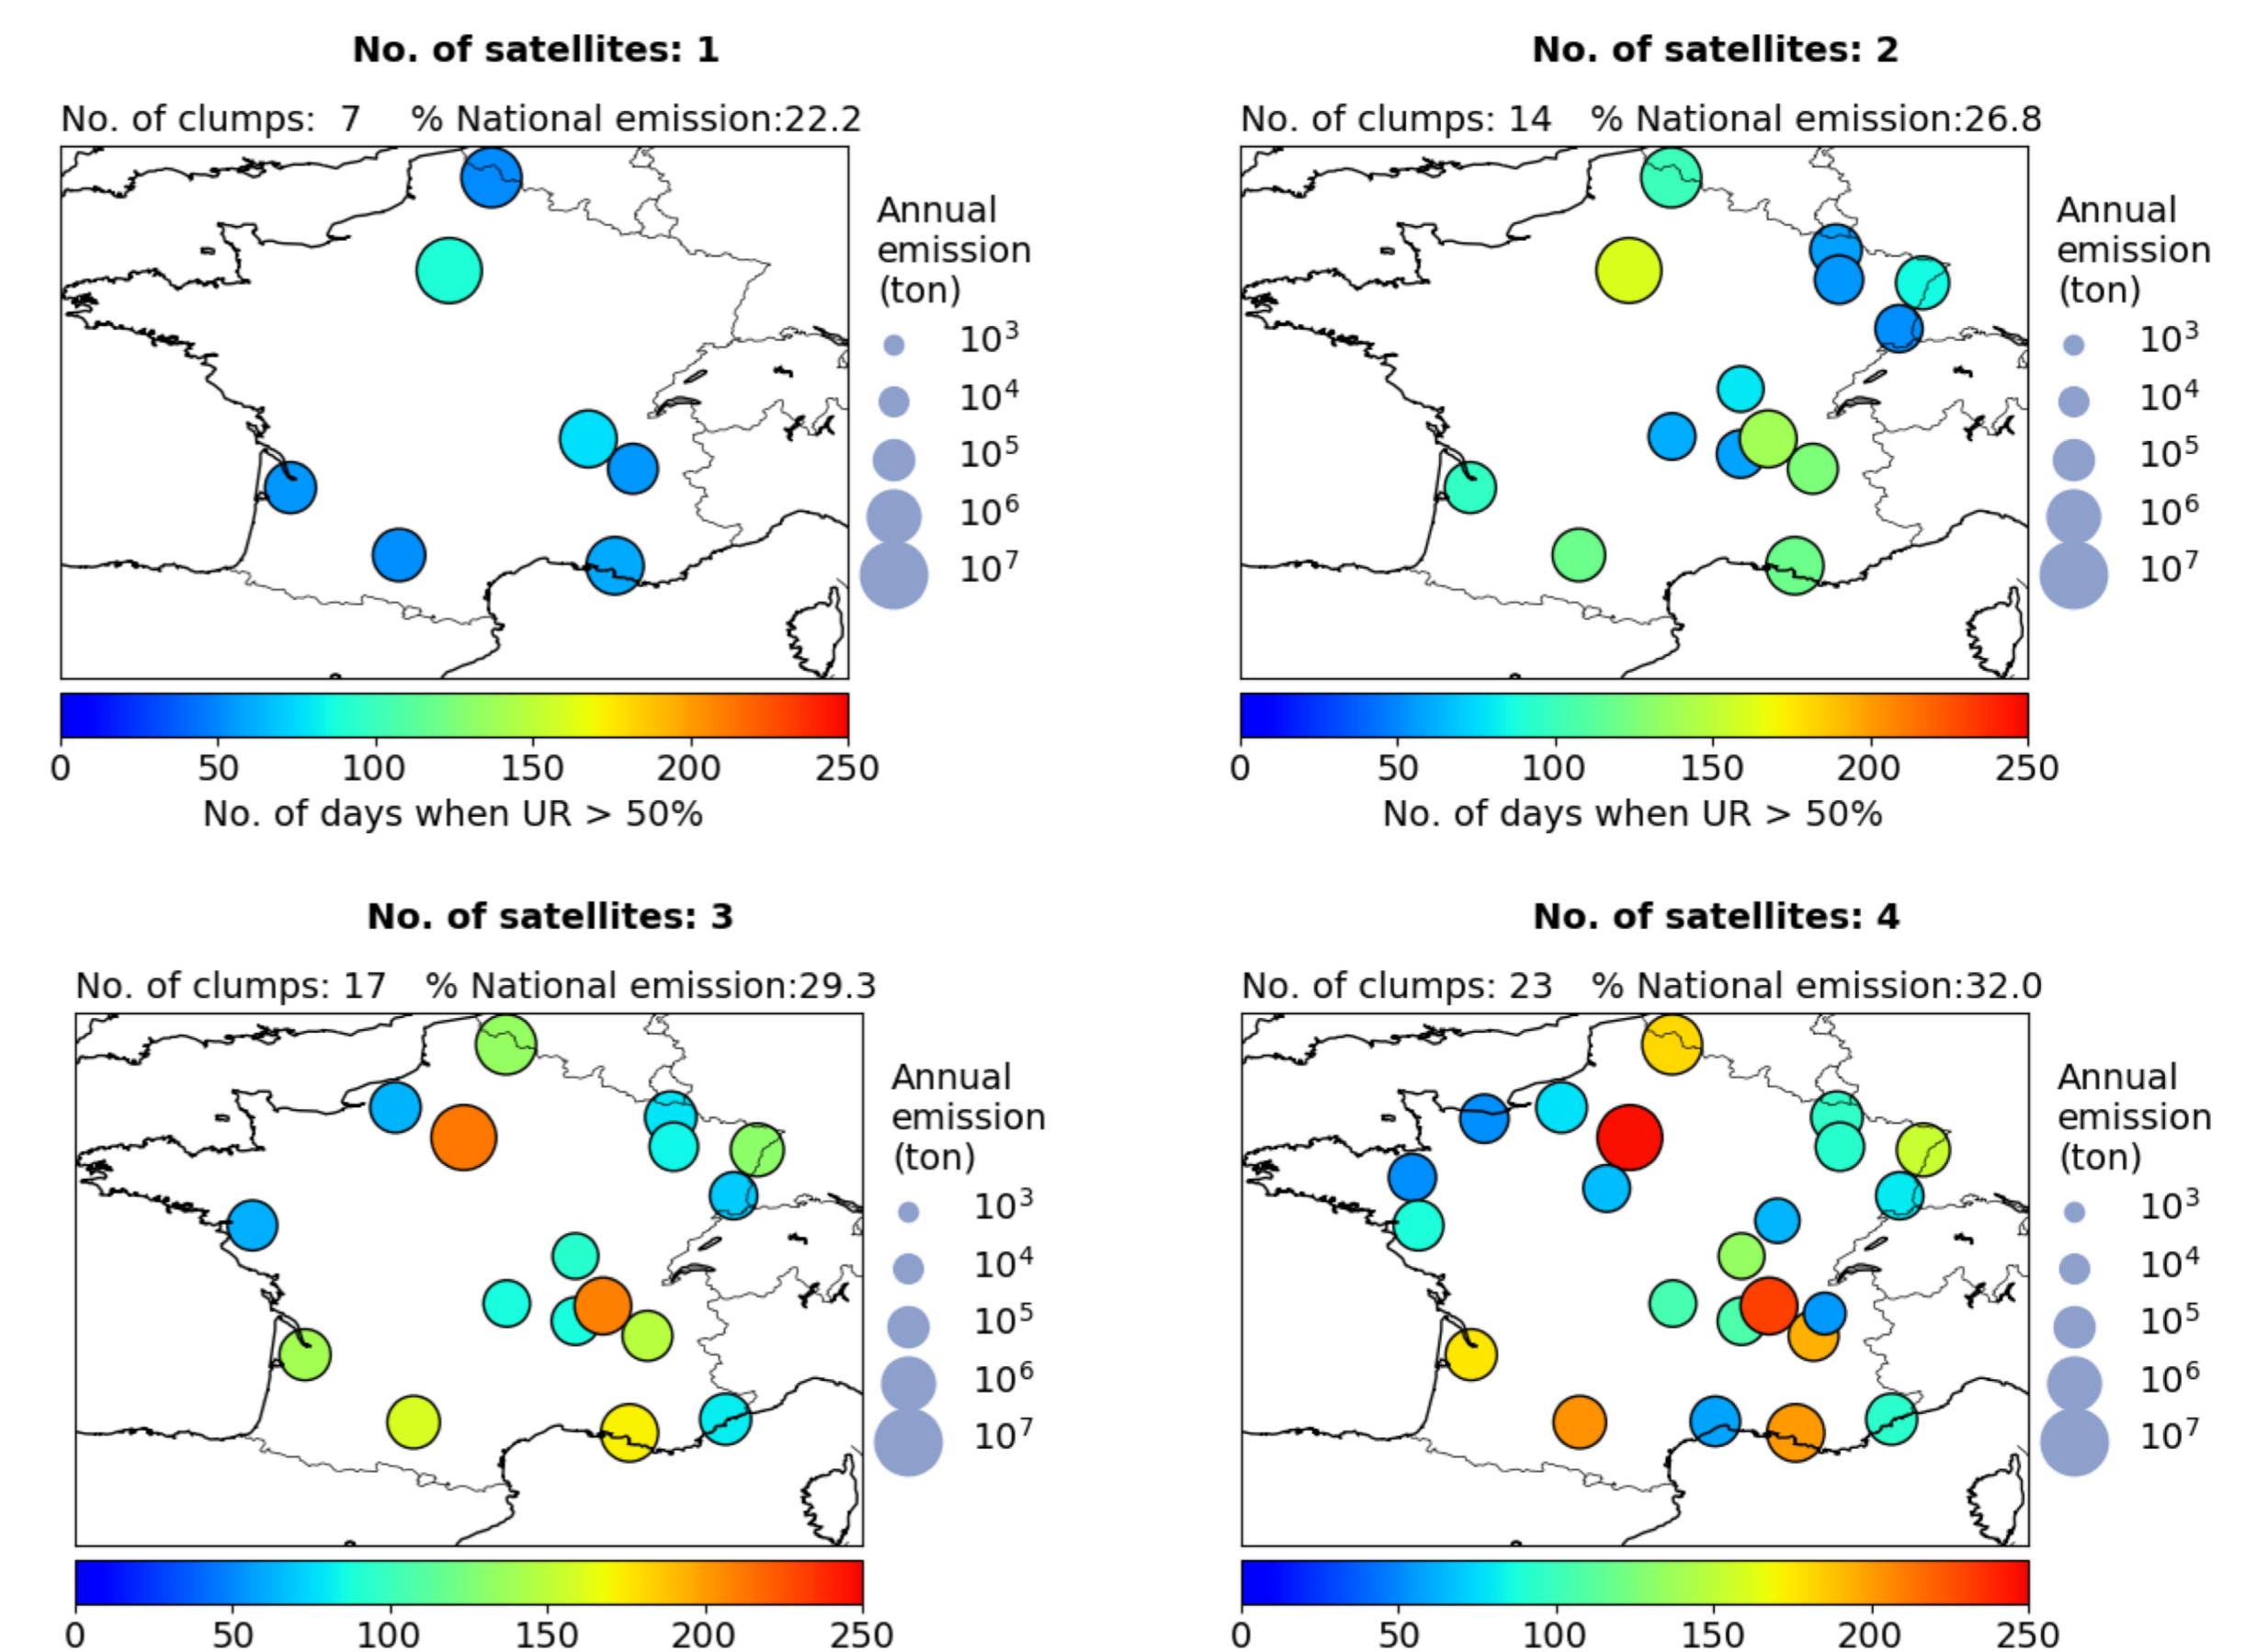 No. of satellites: 1
No. of clumps: 7 % National emission:22.2
Annual
emission
(ton)
10³
10⁴
10⁵
10⁶
10⁷
0 50 100 150 200 250
No. of days when UR > 50%
No. of satellites: 2
No. of clumps: 14 % National emission:26.8
Annual
emission
(ton)
10³
10⁴
10⁵
10⁶
10⁷
0 50 100 150 200 250
No. of days when UR > 50%
No. of satellites: 3
No. of clumps: 17 % National emission:29.3
Annual
emission
(ton)
10³
10⁴
10⁵
10⁶
10⁷
0 50 100 150 200 250
No. of satellites: 4
No. of clumps: 23 % National emission:32.0
Annual
emission
(ton)
10³
10⁴
10⁵
10⁶
10⁷
0 50 100 150 200 250